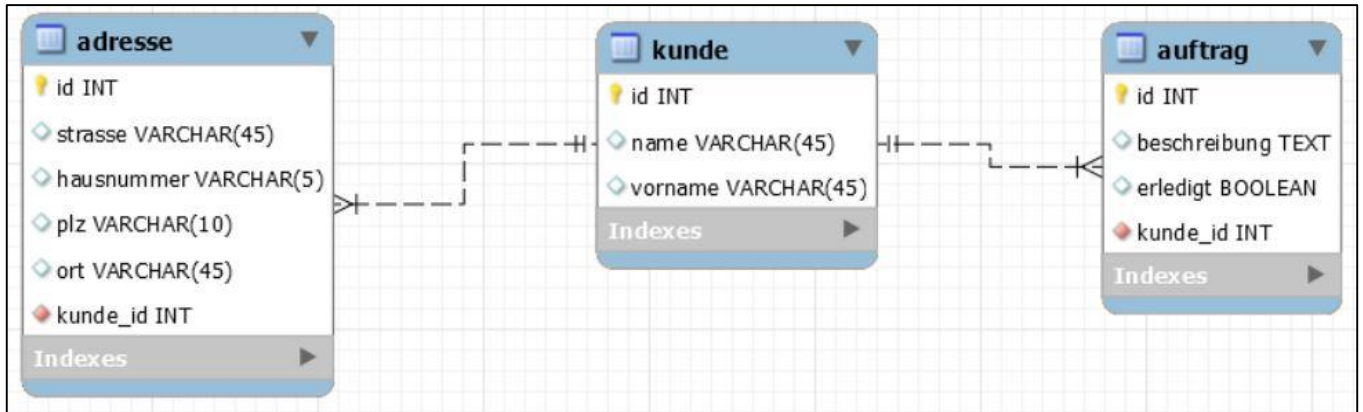 adresse
id INT
strasse VARCHAR(45)
hausnummer VARCHAR(5)
plz VARCHAR(10)
ort VARCHAR(45)
kunde_id INT
Indexes
kunde
id INT
name VARCHAR(45)
vorname VARCHAR(45)
Indexes
auftrag
id INT
beschreibung TEXT
erledigt BOOLEAN
kunde_id INT
Indexes